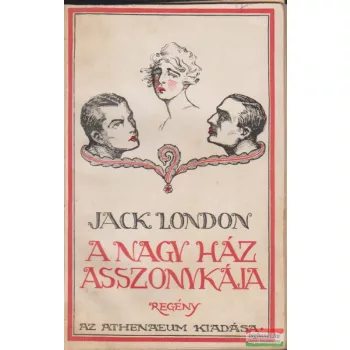 JACK LONDON
A NAGY HÁZ
ASSZONYKÁJA
REGÉNY
AZ ATHENAEUM KIADÁSA